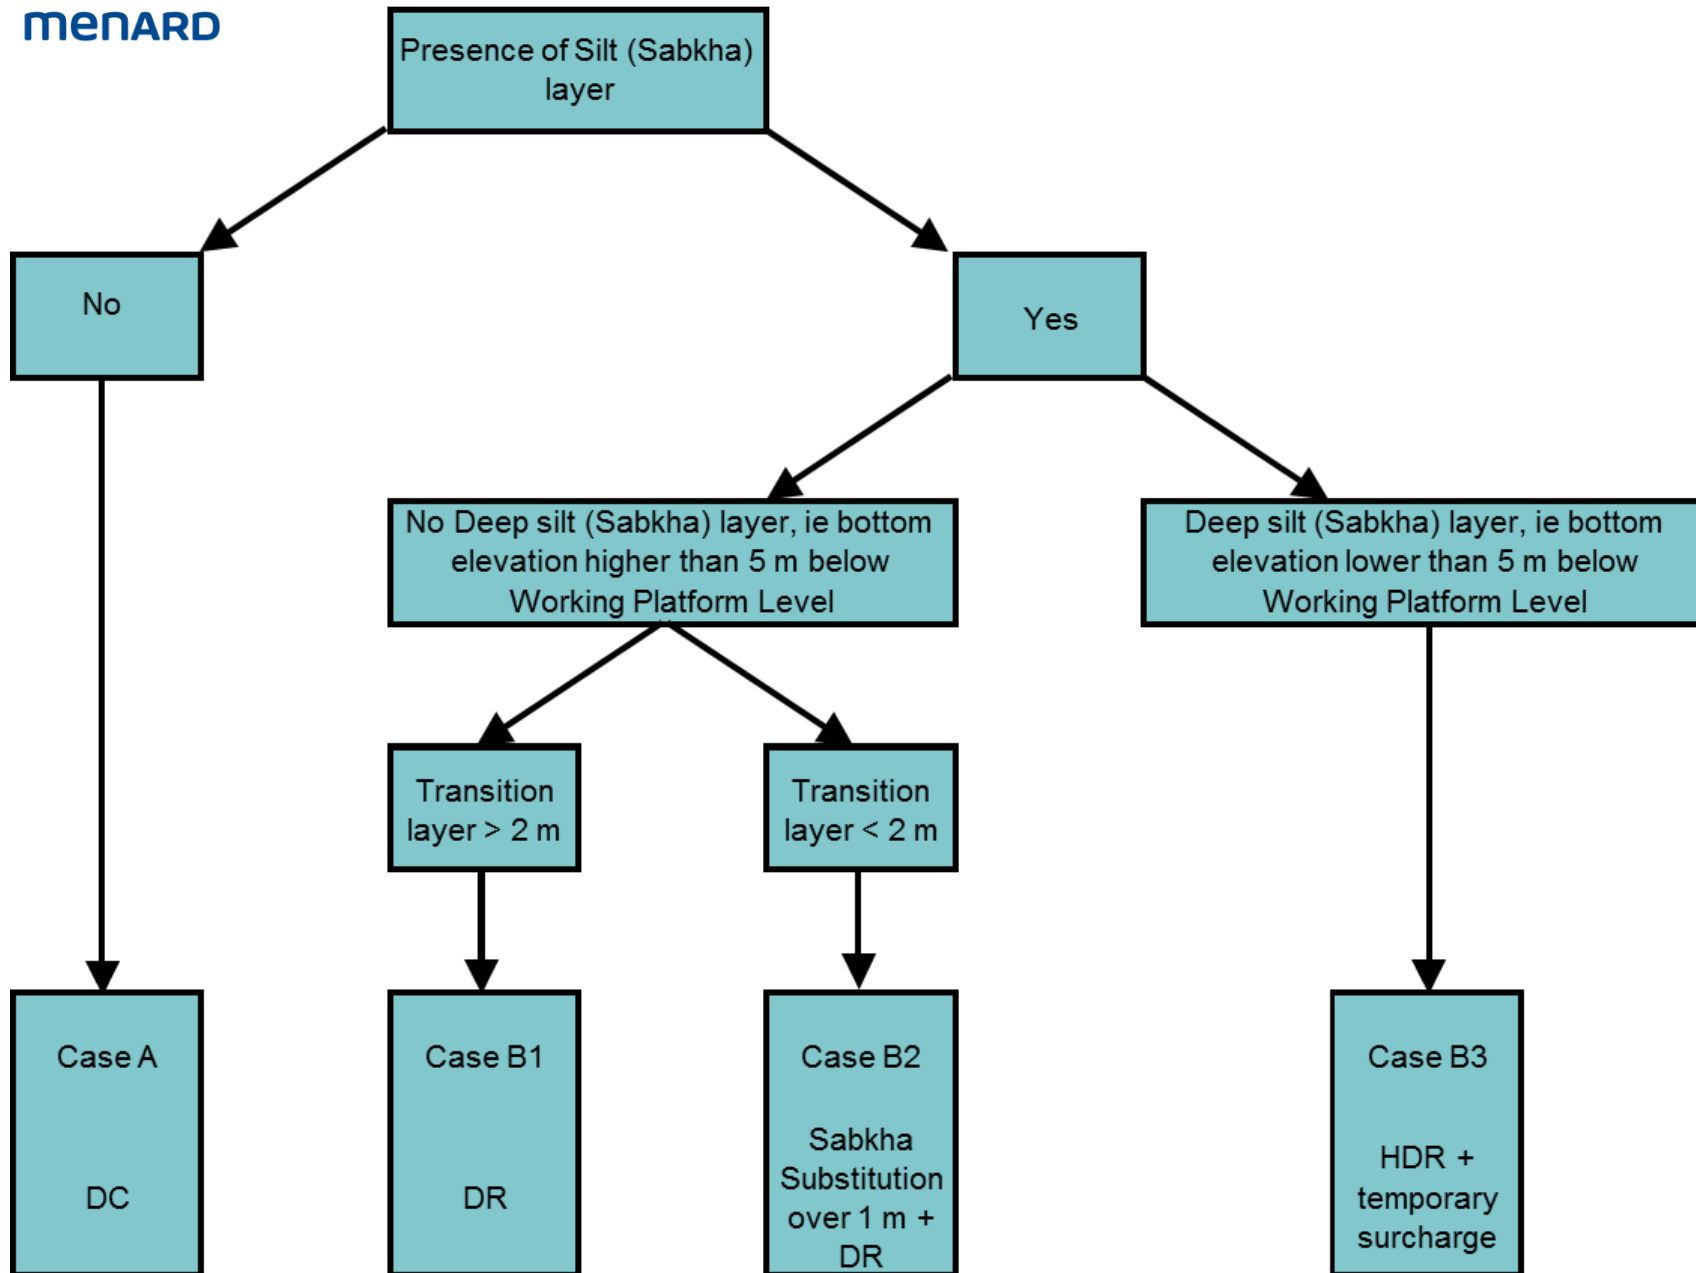 menARD
Presence of Silt (Sabkha)
layer
No
Yes
No Deep silt (Sabkha) layer, ie bottom
elevation higher than 5 m below
Working Platform Level
Deep silt (Sabkha) layer, ie bottom
elevation lower than 5 m below
Working Platform Level
Transition
layer > 2 m
Transition
layer < 2 m
Case A
DC
Case B1
DR
Case B2
Sabkha
Substitution
over 1 m +
DR
Case B3
HDR +
temporary
surcharge